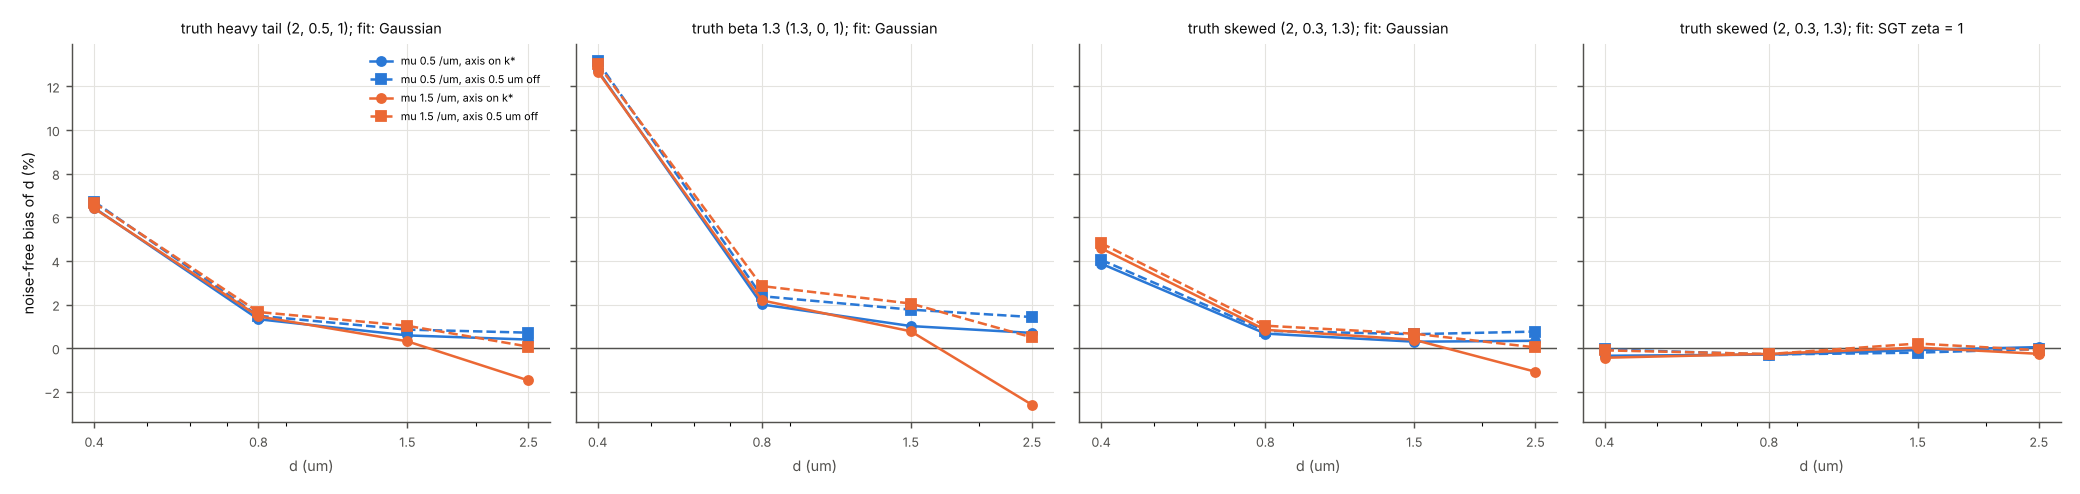 truth heavy tail (2, 0.5, 1); fit: Gaussian
truth beta 1.3 (1.3, 0, 1); fit: Gaussian
truth skewed (2, 0.3, 1.3); fit: Gaussian
truth skewed (2, 0.3, 1.3); fit: SGT zeta = 1
mu 0.5 /um, axis on k*
mu 0.5 /um, axis 0.5 um off
mu 1.5 /um, axis on k*
mu 1.5 /um, axis 0.5 um off
noise-free bias of d (%)
12
10
8
6
4
2
0
−2
0.4 0.8 1.5 2.5
0.4 0.8 1.5 2.5
0.4 0.8 1.5 2.5
0.4 0.8 1.5 2.5
d (um)
d (um)
d (um)
d (um)